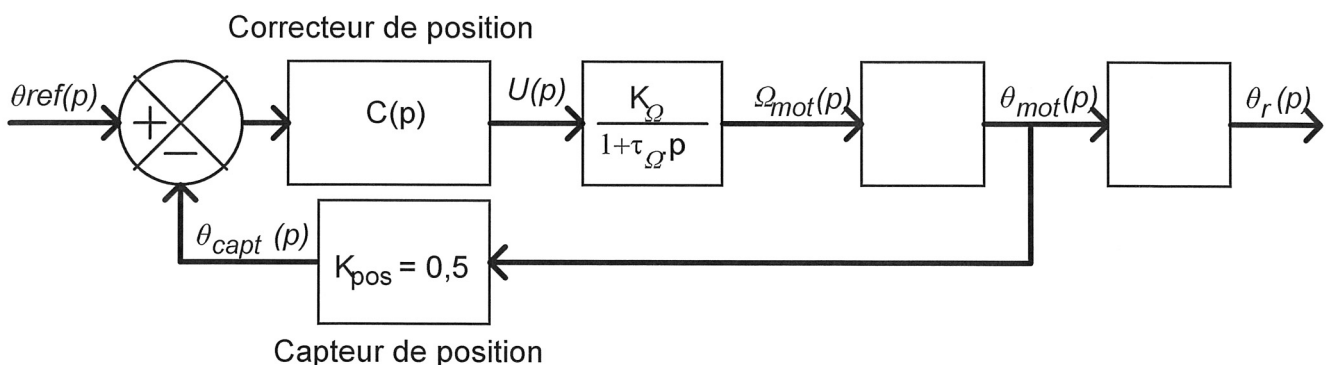 Correcteur de position
θref(p)
+
−
C(p)
U(p)
K_Ω
1+τ_Ω.p
Ω_mot(p)
θ_mot(p)
θ_r(p)
θ_capt (p)
K_pos = 0,5
Capteur de position